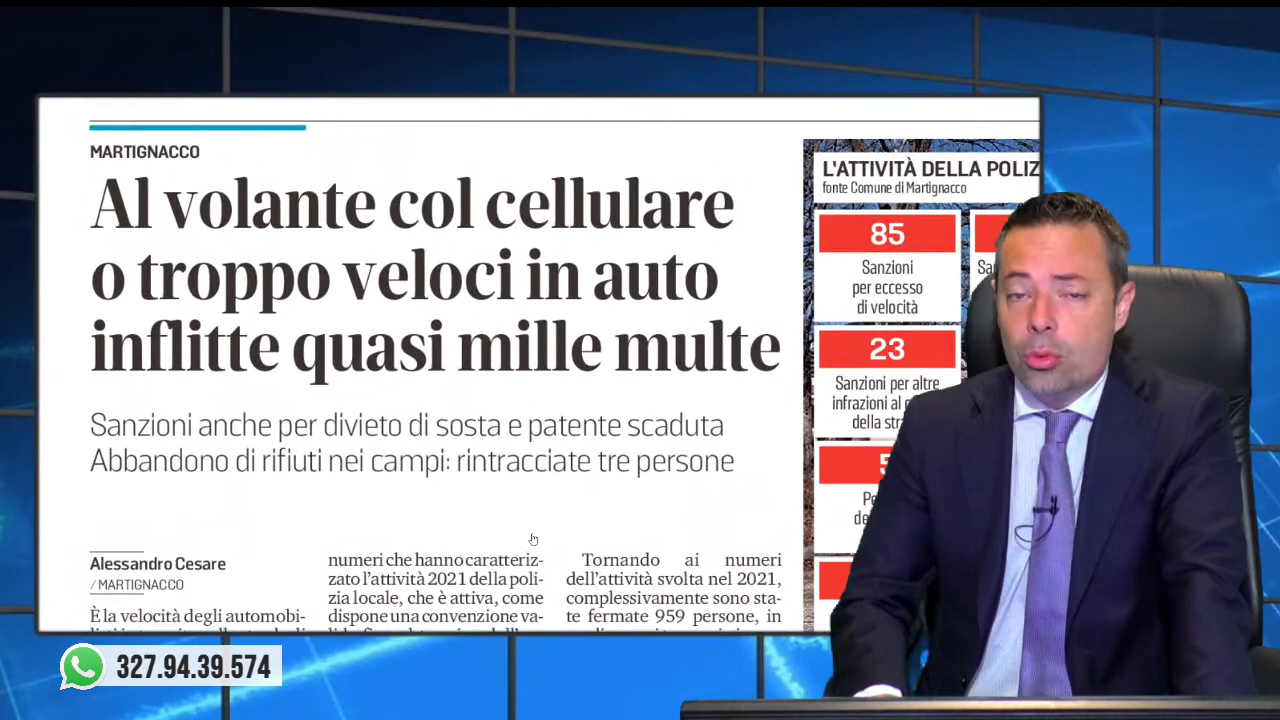 MARTIGNACCO
Al volante col cellulare
o troppo veloci in auto
inflitte quasi mille multe
Sanzioni anche per divieto di sosta e patente scaduta
Abbandono di rifiuti nei campi: rintracciate tre persone
Alessandro Cesare
/ MARTIGNACCO
È la velocità degli automobi-
numeri che hanno caratteriz-
zato l'attività 2021 della poli-
zia locale, che è attiva, come
dispone una convenzione va-
Tornando ai numeri
dell'attività svolta nel 2021,
complessivamente sono sta-
te fermate 959 persone, in
L'ATTIVITÀ DELLA POLIZ
fonte Comune di Martignacco
85
Sanzioni
per eccesso
di velocità
23
Sanzioni per altre
infrazioni al
della
327.94.39.574